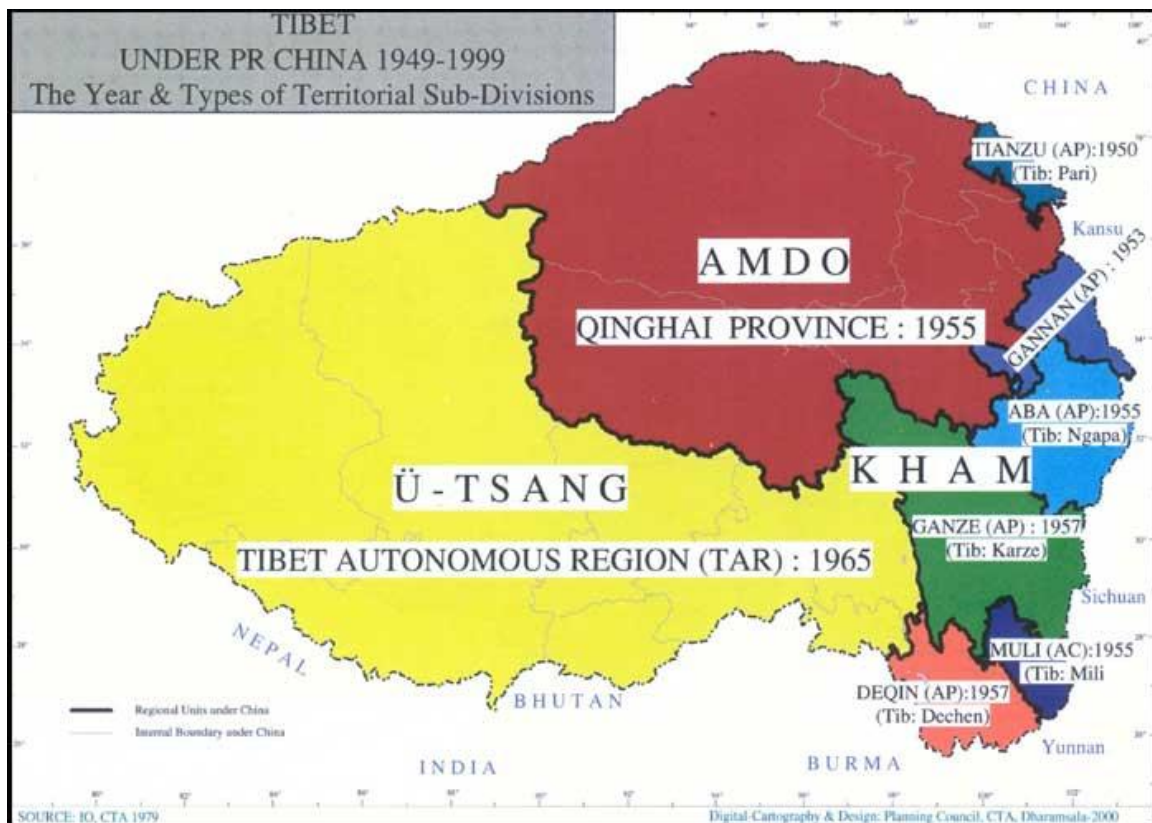 TIBET
UNDER PR CHINA 1949-1999
The Year & Types of Territorial Sub-Divisions
CHINA
TIANZU (AP):1950
(Tib: Pari)
Kansu
GANNAN (AP) : 1953
AMDO
QINGHAI PROVINCE : 1955
ABA (AP):1955
(Tib: Ngapa)
KHAM
Ü-TSANG
GANZE (AP) : 1957
(Tib: Karze)
TIBET AUTONOMOUS REGION (TAR) : 1965
Sichuan
NEPAL
MULI (AC):1955
(Tib: Mili
DEQIN (AP):1957
(Tib: Dechen)
BHUTAN
Regional Units under China
Internal Boundary under China
Yunnan
INDIA
BURMA
SOURCE: IO, CTA 1979
Digital-Cartography & Design: Planning Council, CTA, Dharamsala-2000